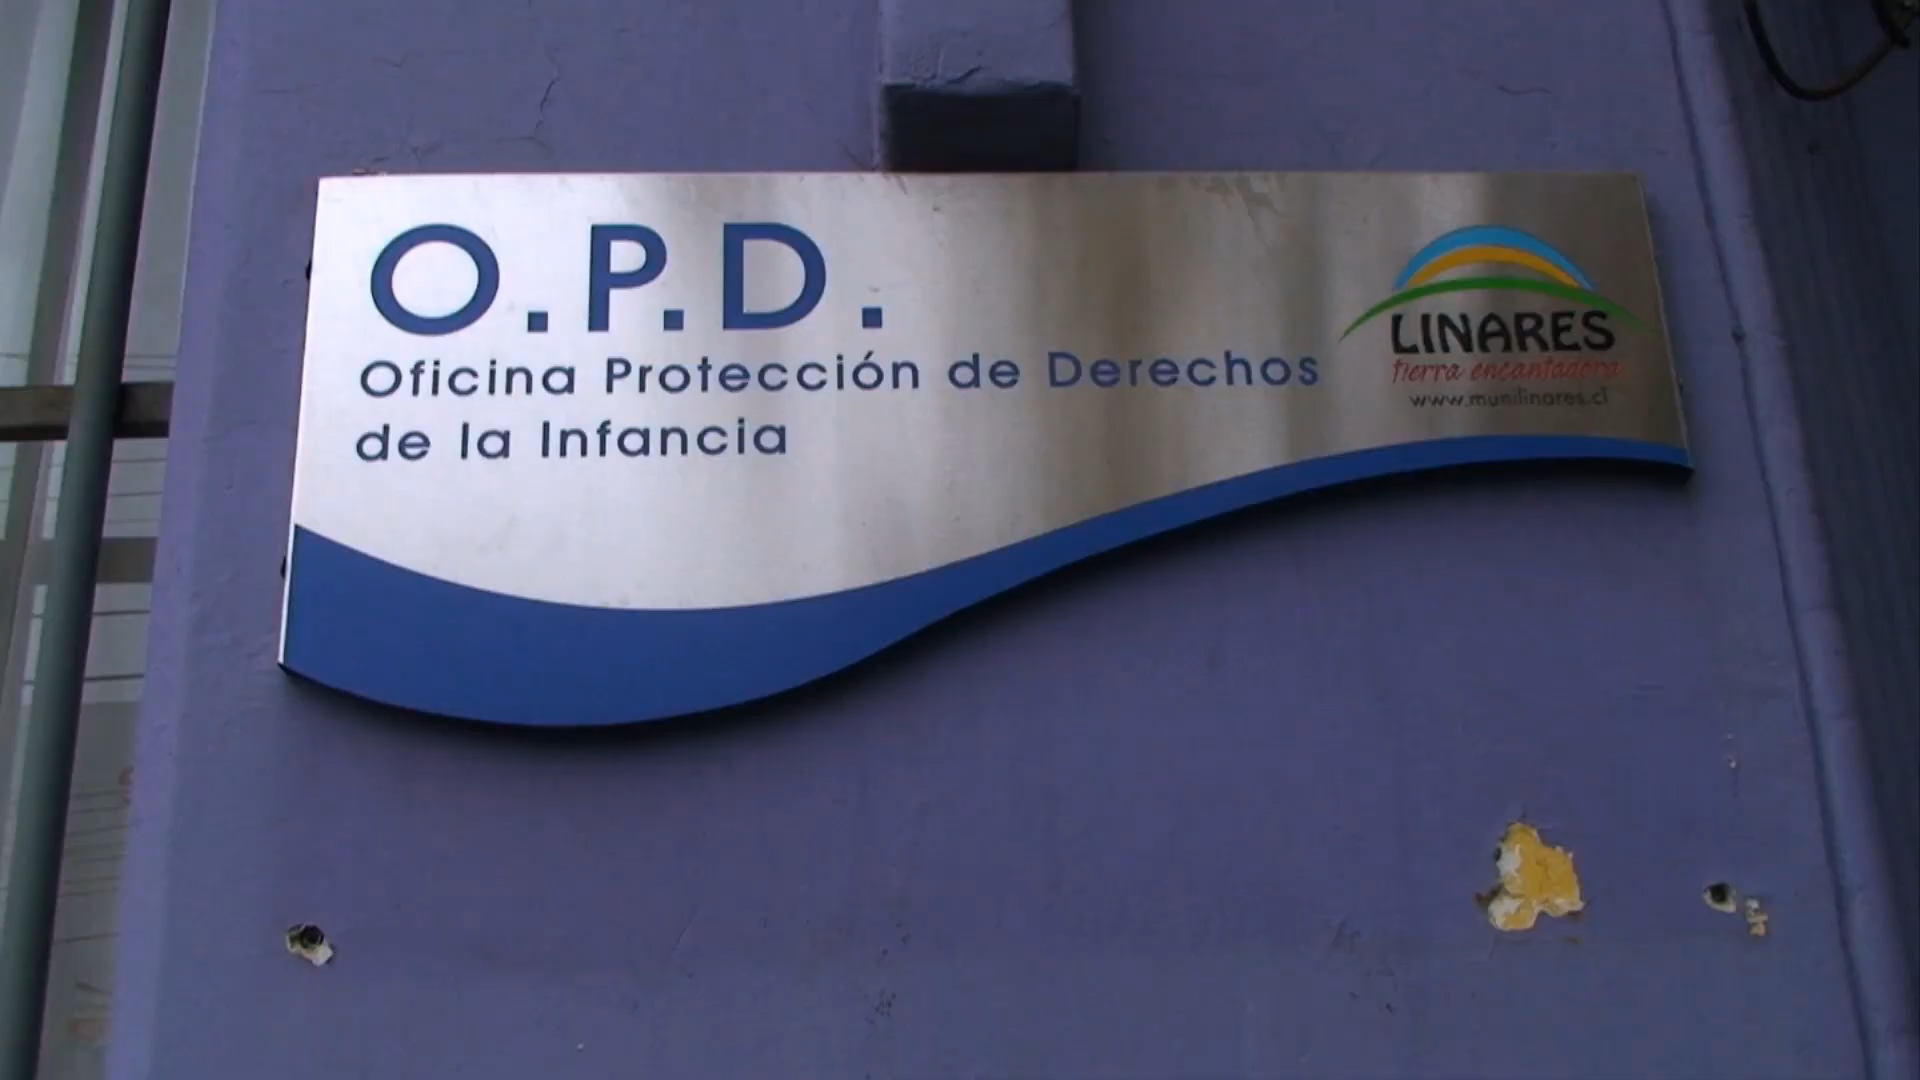 O.P.D.
Oficina Protección de Derechos
de la Infancia
LINARES
tierra encantadora
www.munilinares.cl